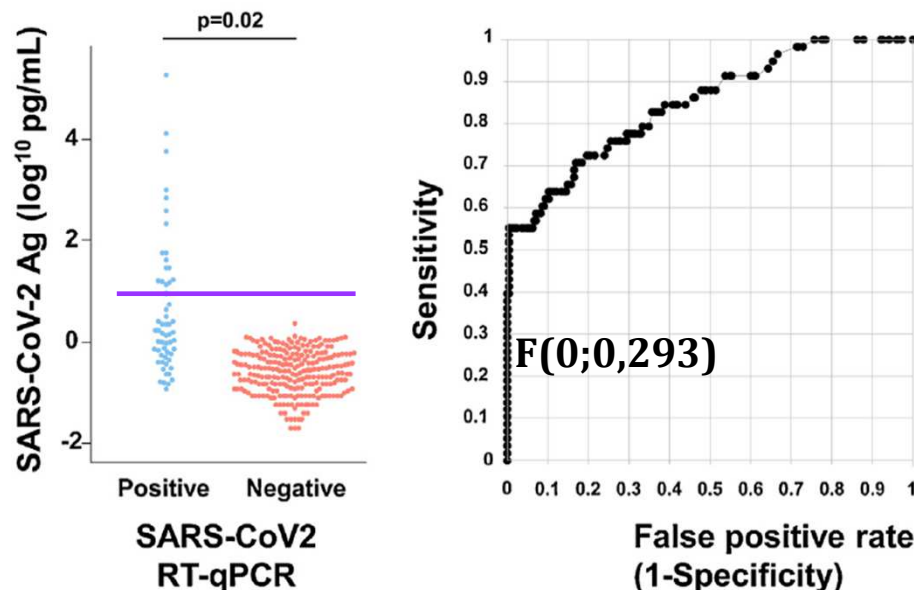 p=0.02
SARS-CoV-2 Ag (log¹⁰ pg/mL)
4
2
0
-2
Positive Negative
SARS-CoV2
RT-qPCR
Sensitivity
1
0.9
0.8
0.7
0.6
0.5
0.4
0.3
0.2
0.1
0
F(0;0,293)
0 0.1 0.2 0.3 0.4 0.5 0.6 0.7 0.8 0.9 1
False positive rate
(1-Specificity)